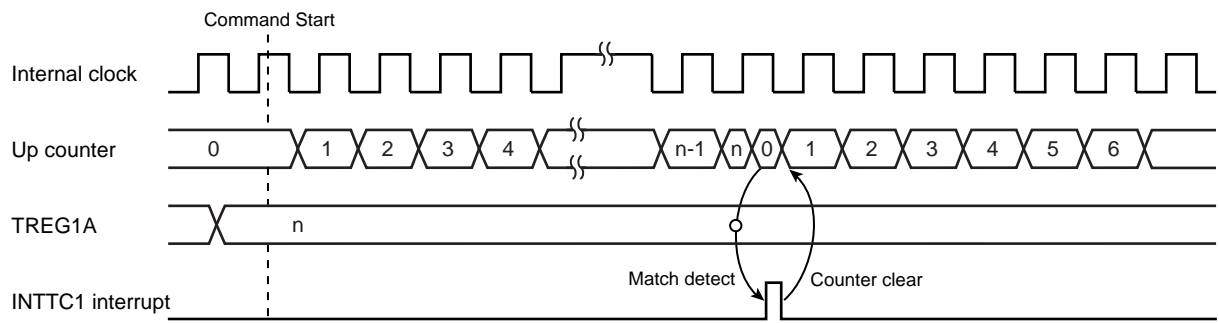 Command Start
Internal clock
Up counter 0 1 2 3 4 n-1 n 0 1 2 3 4 5 6
TREG1A n
Match detect Counter clear
INTTC1 interrupt